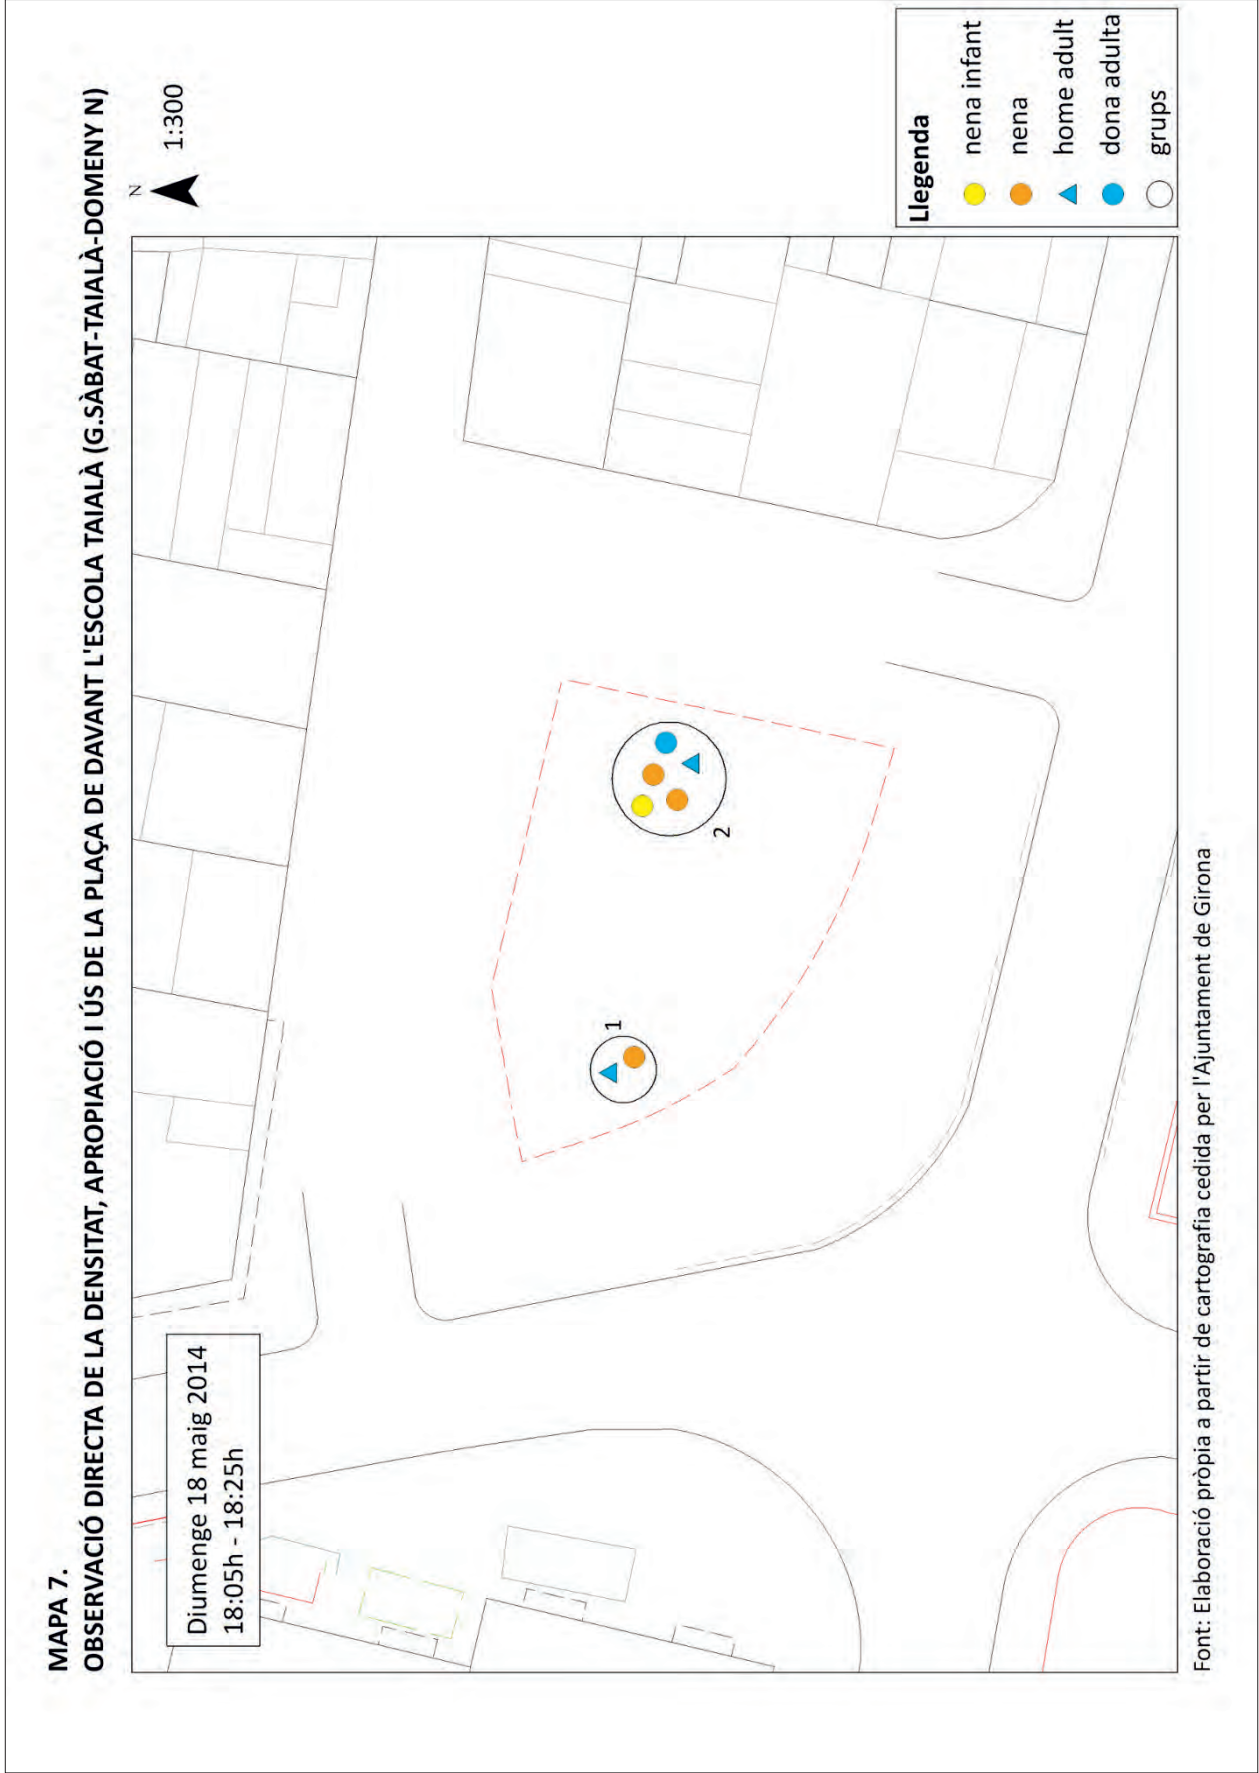 MAPA 7.
OBSERVACIÓ DIRECTA DE LA DENSITAT, APROPIACIÓ I ÚS DE LA PLAÇA DE DAVANT L'ESCOLA TAIALÀ (G.SÀBAT-TAIALÀ-DOMENY N)
N
1:300
Diumenge 18 maig 2014
18:05h - 18:25h
1
2
Llegenda
nena infant
nena
home adult
dona adulta
grups
Font: Elaboració pròpia a partir de cartografia cedida per l'Ajuntament de Girona